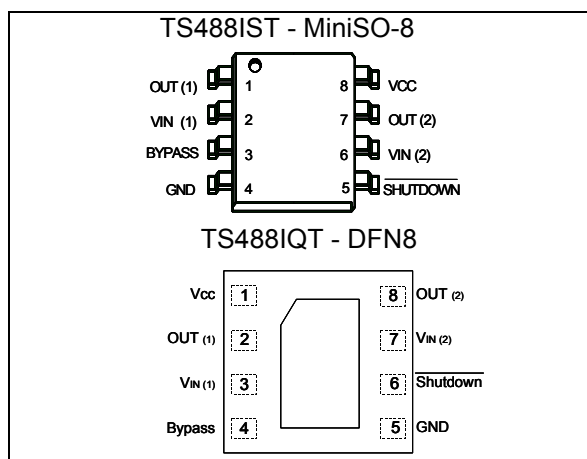 TS488IST - MiniSO-8
OUT (1) 1 8 VCC
VIN (1) 2 7 OUT (2)
BYPASS 3 6 VIN (2)
GND 4 5 SHUTDOWN
TS488IQT - DFN8
Vcc 1 8 OUT (2)
OUT (1) 2 7 VIN (2)
VIN (1) 3 6 Shutdown
Bypass 4 5 GND